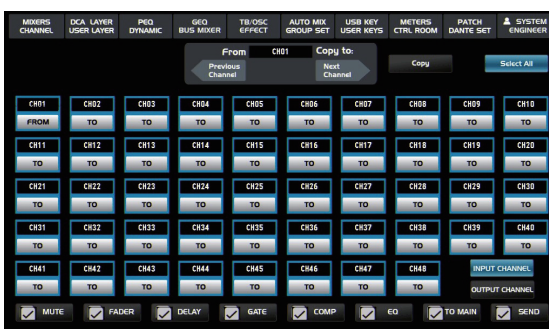 MIXERS DCA LAYER PEQ GEQ TB/OSC AUTO MIX USB KEY METERS PATCH SYSTEM
CHANNEL USER LAYER DYNAMIC BUS MIXER EFFECT GROUP SET USER KEYS CTRL ROOM DANTE SET ENGINEER
From CH01 Copy to:
Previous Channel
Next Channel
Copy
Select All
CH01 CH02 CH03 CH04 CH05 CH06 CH07 CH08 CH09 CH10
FROM TO TO TO TO TO TO TO TO TO
CH11 CH12 CH13 CH14 CH15 CH16 CH17 CH18 CH19 CH20
TO TO TO TO TO TO TO TO TO TO
CH21 CH22 CH23 CH24 CH25 CH26 CH27 CH28 CH29 CH30
TO TO TO TO TO TO TO TO TO TO
CH31 CH32 CH33 CH34 CH35 CH36 CH37 CH38 CH39 CH40
TO TO TO TO TO TO TO TO TO TO
CH41 CH42 CH43 CH44 CH45 CH46 CH47 CH48 INPUT CHANNEL
TO TO TO TO TO TO TO TO OUTPUT CHANNEL
MUTE FADER DELAY GATE COMP EQ TO MAIN SEND